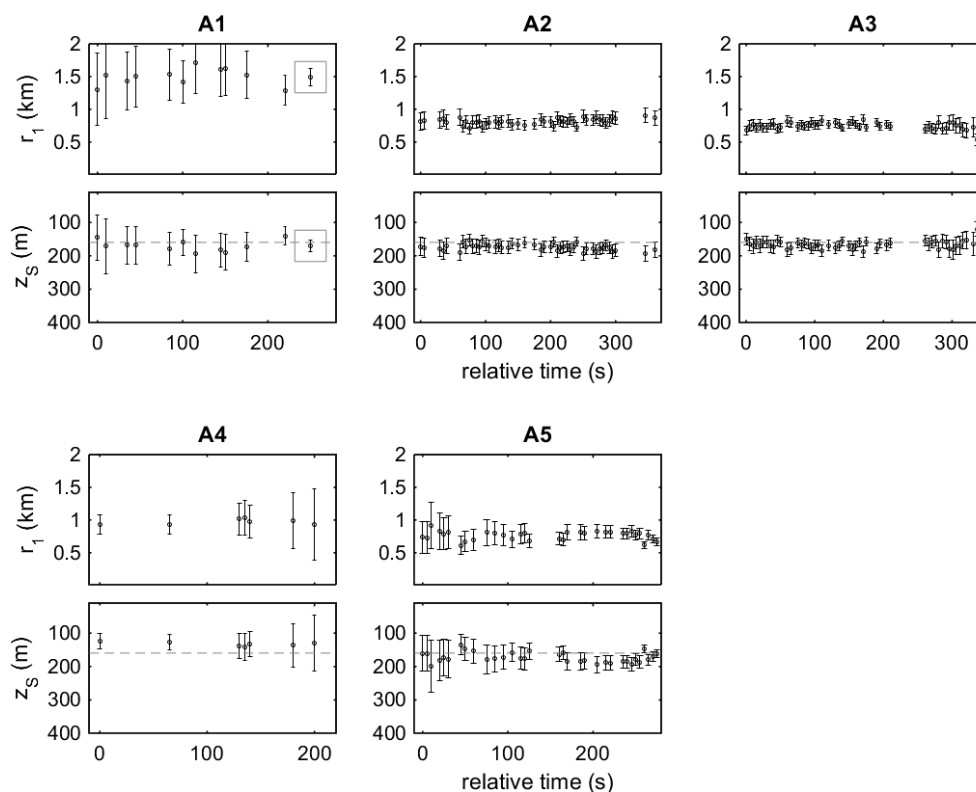 A1 A2 A3
2 2 2
1.5 1.5 1.5
1 1 1
0.5 0.5 0.5
r1 (km)
100 100 100
200 200 200
300 300 300
400 400 400
zS (m)
0 100 200 0 100 200 300 0 100 200 300
relative time (s) relative time (s)
A4 A5
2 2
1.5 1.5
1 1
0.5 0.5
r1 (km)
100 100
200 200
300 300
400 400
zS (m)
0 100 200 0 100 200
relative time (s)